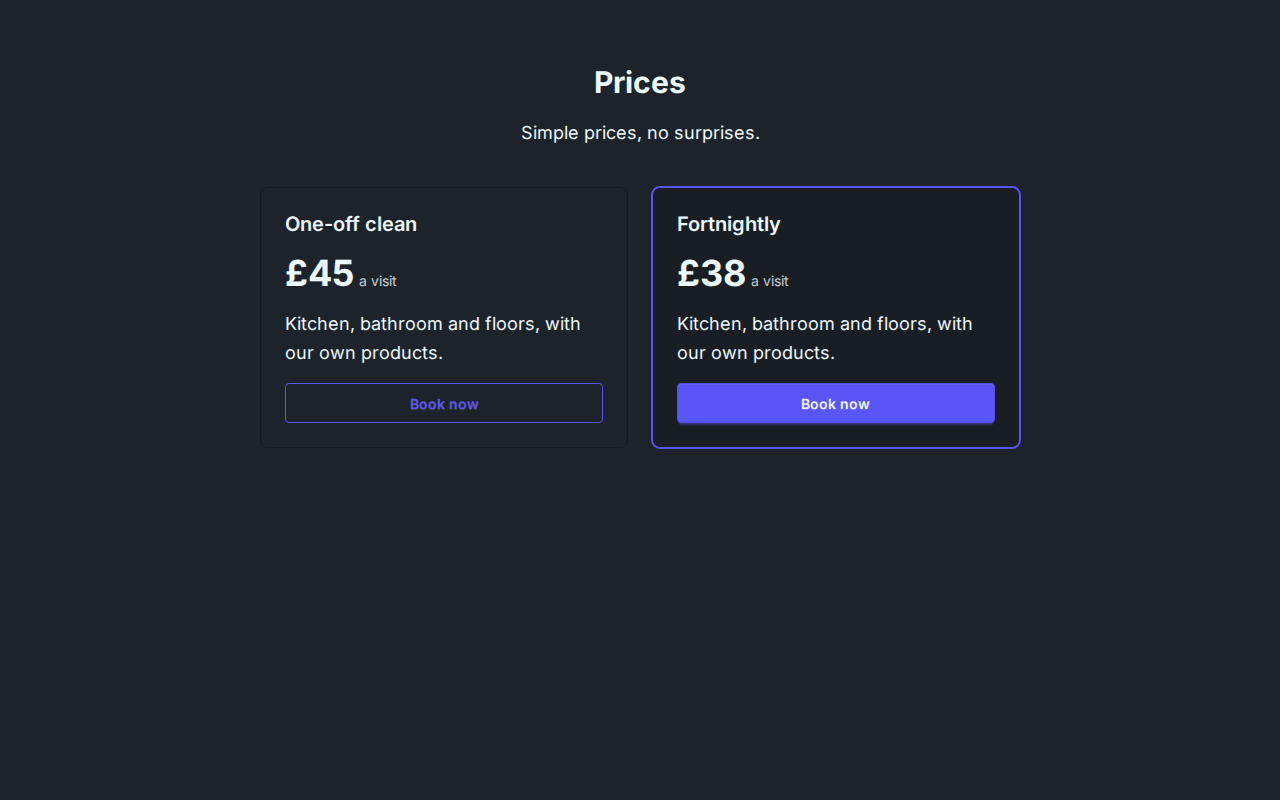 Prices
Simple prices, no surprises.
One-off clean
£45 a visit
Kitchen, bathroom and floors, with
our own products.
Book now
Fortnightly
£38 a visit
Kitchen, bathroom and floors, with
our own products.
Book now